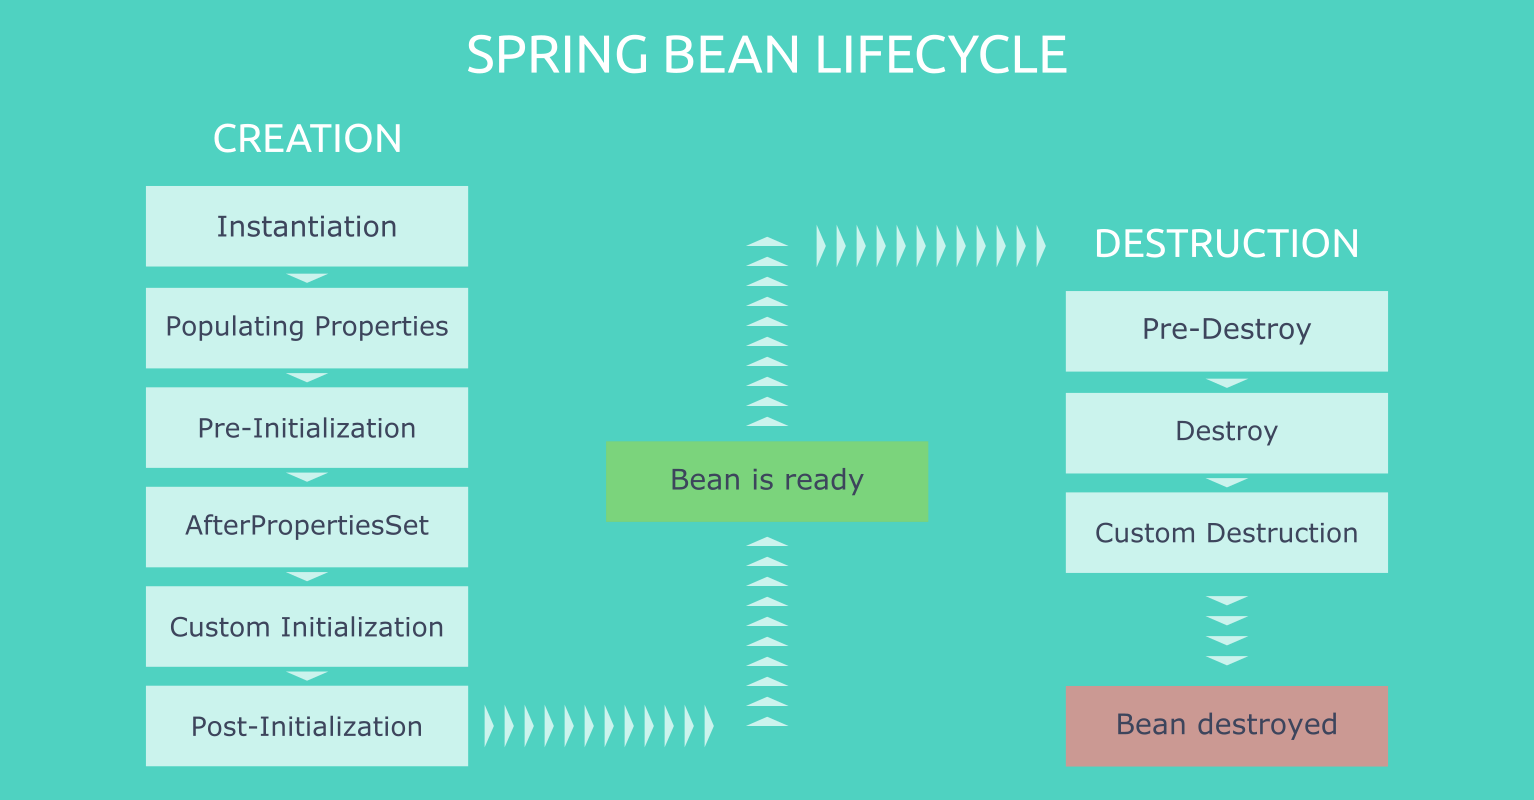 SPRING BEAN LIFECYCLE
CREATION
Instantiation
Populating Properties
Pre-Initialization
AfterPropertiesSet
Custom Initialization
Post-Initialization
Bean is ready
DESTRUCTION
Pre-Destroy
Destroy
Custom Destruction
Bean destroyed